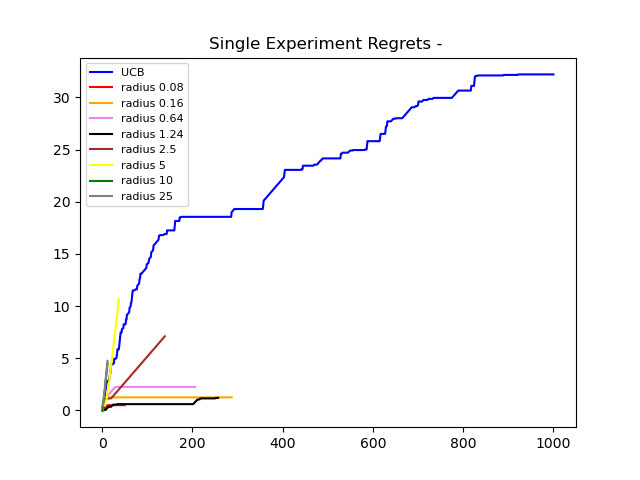 Single Experiment Regrets -
UCB
radius 0.08
radius 0.16
radius 0.64
radius 1.24
radius 2.5
radius 5
radius 10
radius 25
30
25
20
15
10
5
0
0 200 400 600 800 1000